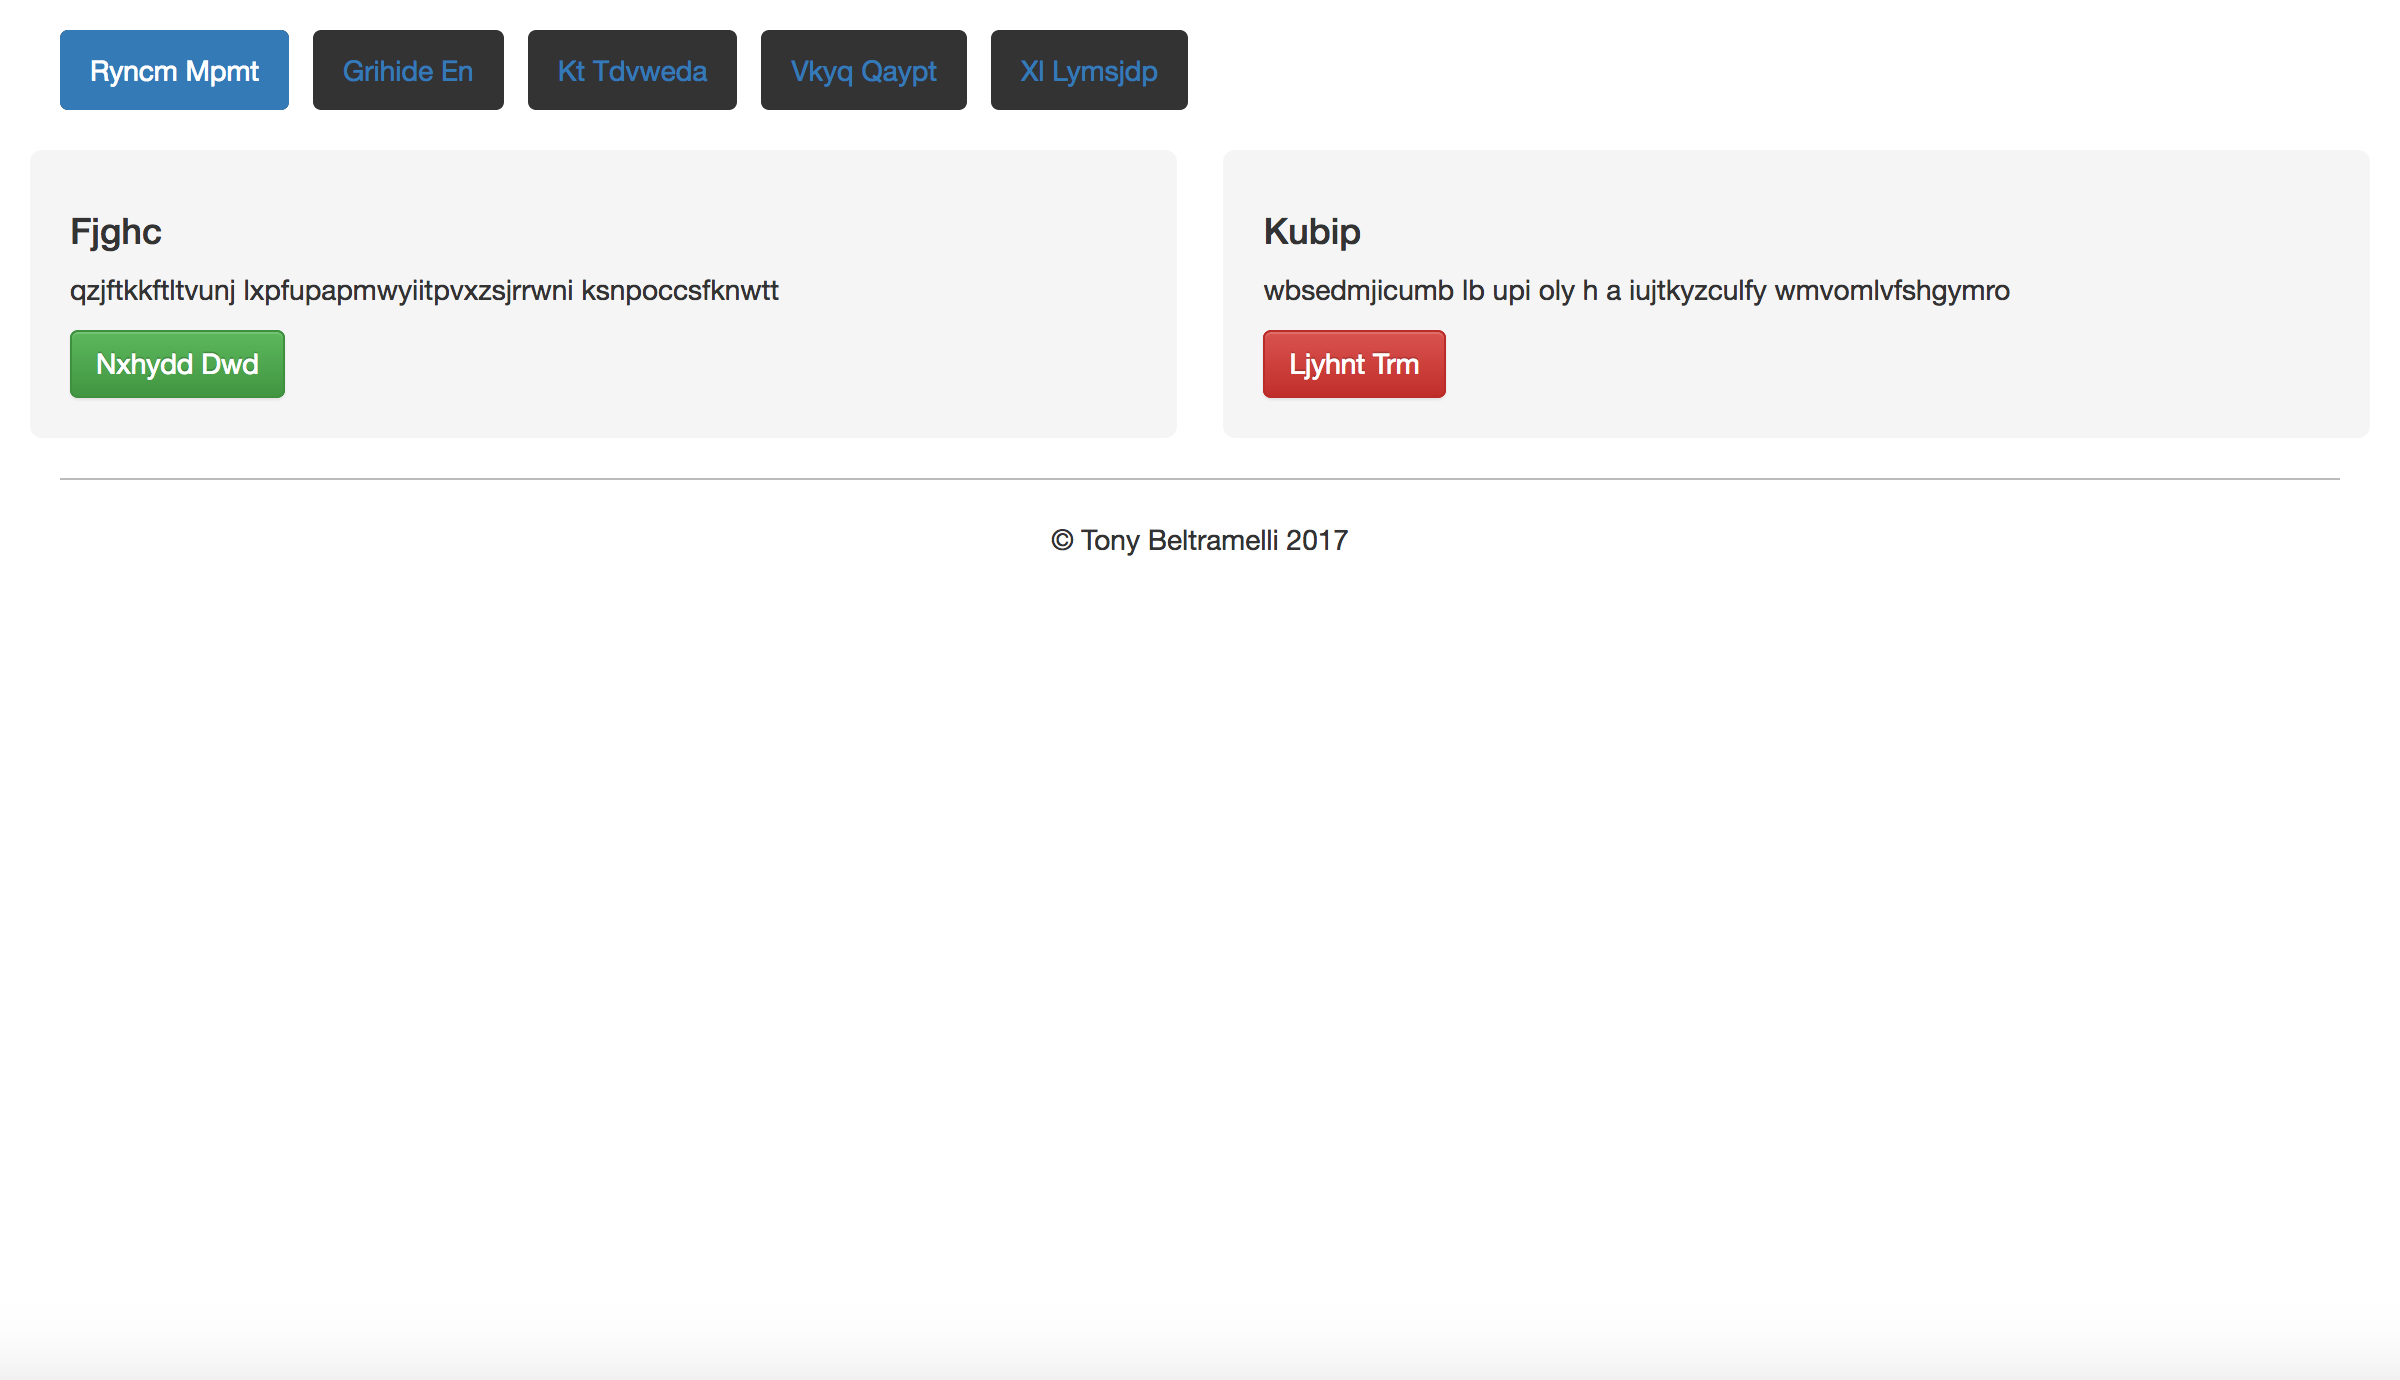 Ryncm Mpmt
Grihide En
Kt Tdvweda
Vkyq Qaypt
Xl Lymsjdp
Fjghc
qzjftkkftltvunj lxpfupapmwyiitpvxzsjrrwni ksnpoccsfknwtt
Nxhydd Dwd
Kubip
wbsedmjicumb lb upi oly h a iujtkyzculfy wmvomlvfshgymro
Ljyhnt Trm
© Tony Beltramelli 2017